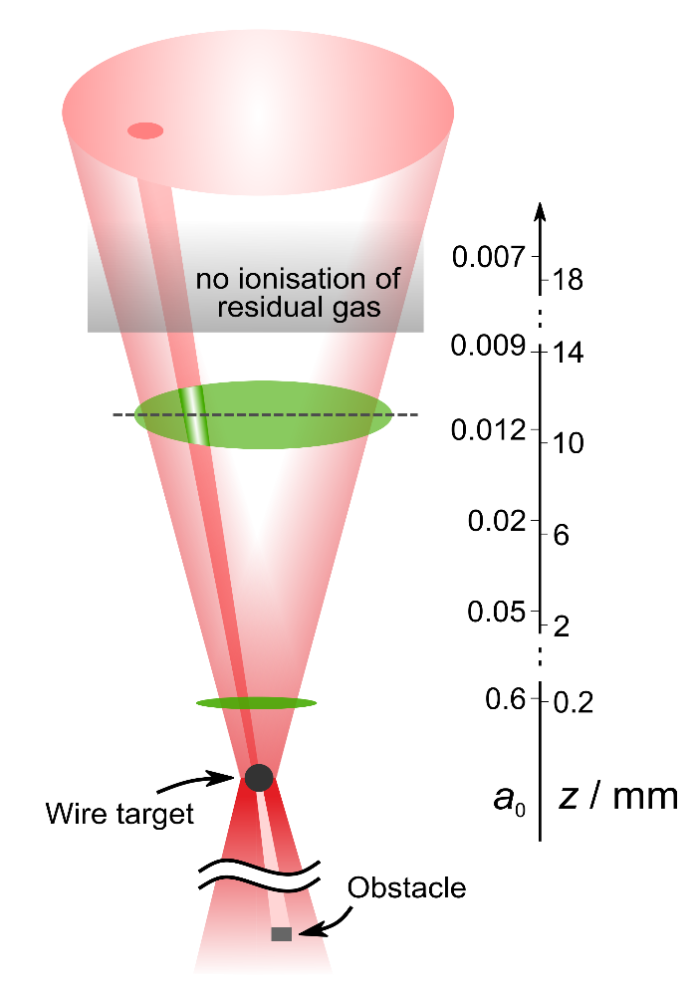 no ionisation of
residual gas
0.007
18
0.009
14
0.012
10
0.02
6
0.05
2
0.6
0.2
a₀
z / mm
Wire target
Obstacle